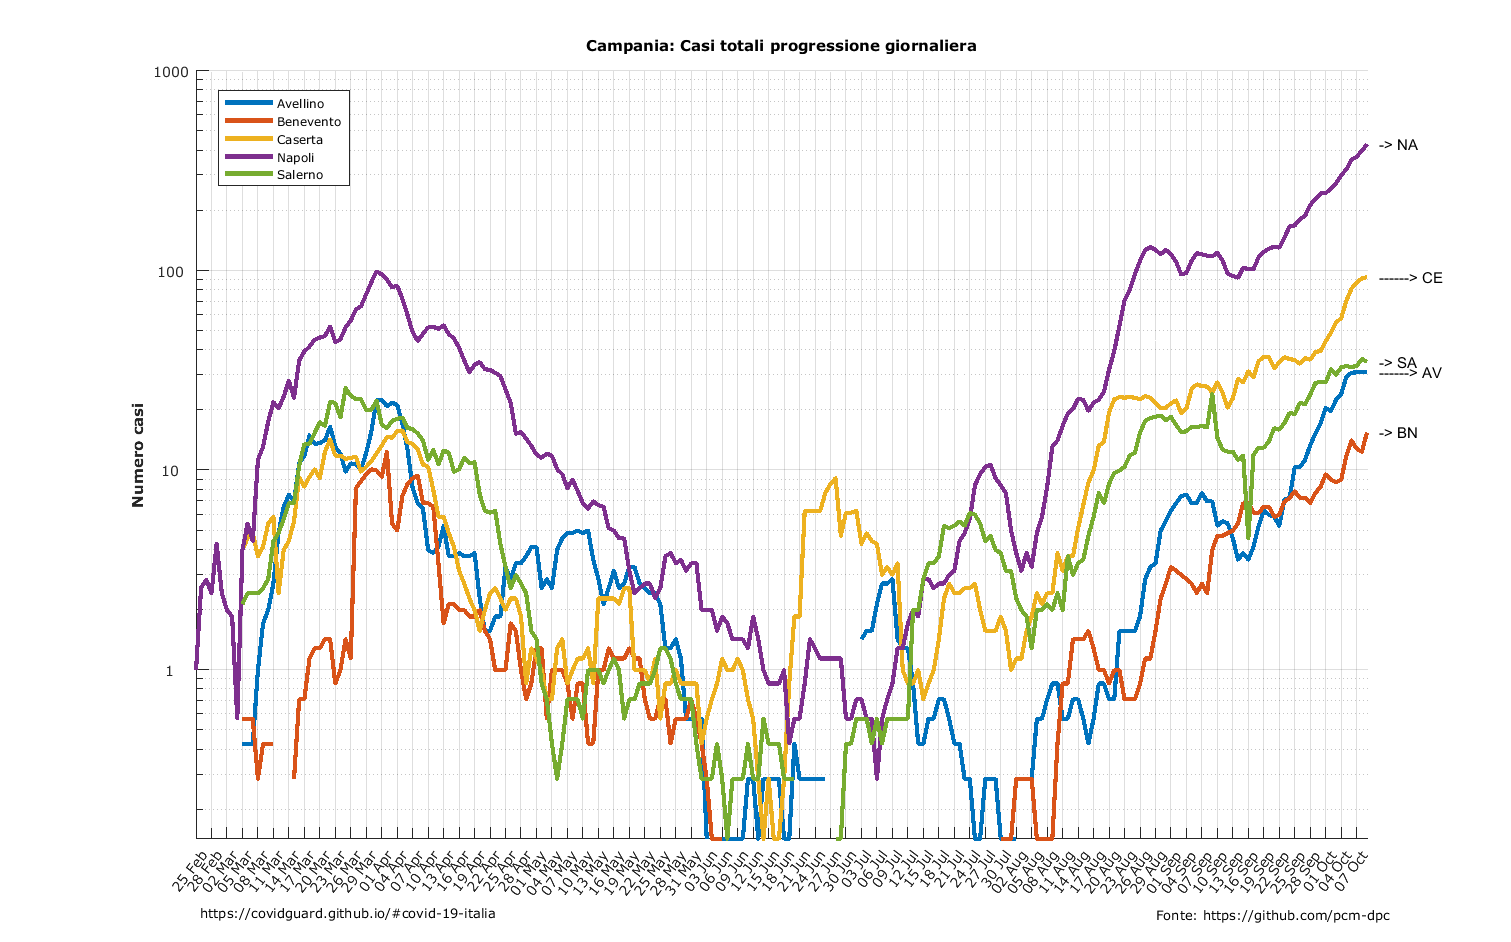 Campania: Casi totali progressione giornaliera
1000
100
10
1
Numero casi
Avellino
Benevento
Caserta
Napoli
Salerno
-> NA
------> CE
-> SA
------> AV
-> BN
25 Feb
28 Feb
02 Mar
05 Mar
08 Mar
11 Mar
14 Mar
17 Mar
20 Mar
23 Mar
26 Mar
29 Mar
01 Apr
04 Apr
07 Apr
10 Apr
13 Apr
16 Apr
19 Apr
22 Apr
25 Apr
28 Apr
01 May
04 May
07 May
10 May
13 May
16 May
19 May
22 May
25 May
28 May
31 May
03 Jun
06 Jun
09 Jun
12 Jun
15 Jun
18 Jun
21 Jun
24 Jun
27 Jun
30 Jun
03 Jul
06 Jul
09 Jul
12 Jul
15 Jul
18 Jul
21 Jul
24 Jul
27 Jul
30 Jul
02 Aug
05 Aug
08 Aug
11 Aug
14 Aug
17 Aug
20 Aug
23 Aug
26 Aug
29 Aug
01 Sep
04 Sep
07 Sep
10 Sep
13 Sep
16 Sep
19 Sep
22 Sep
25 Sep
28 Sep
01 Oct
04 Oct
07 Oct
https://covidguard.github.io/#covid-19-italia
Fonte: https://github.com/pcm-dpc